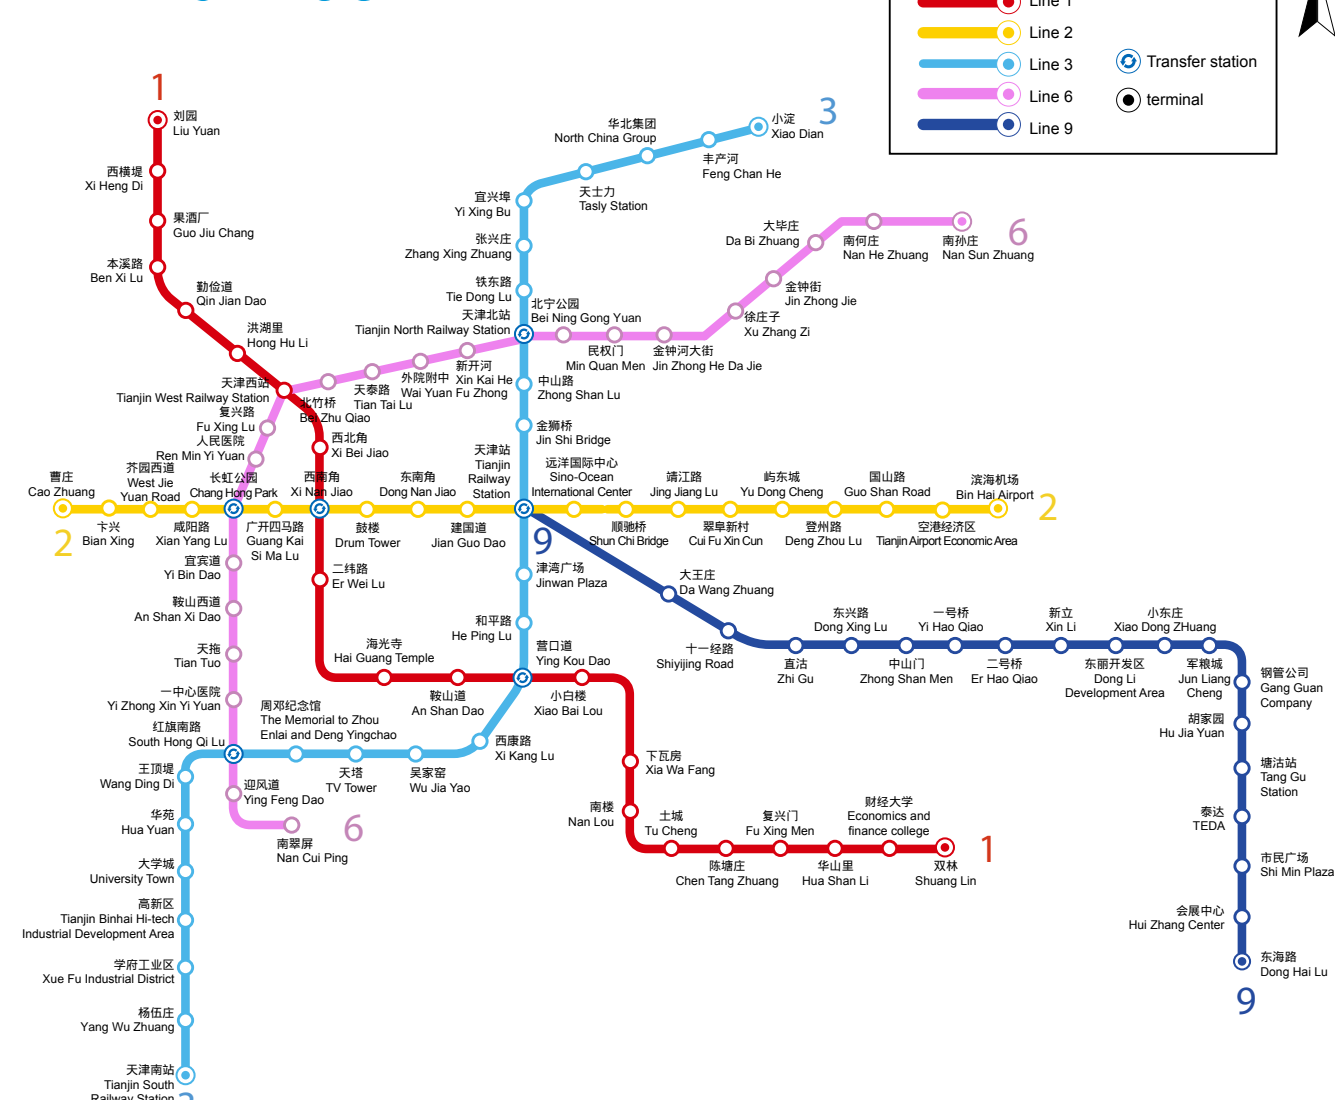 Line 1
Line 2
Line 3
Line 6
Line 9
Transfer station
terminal
1
刘园
Liu Yuan
西横堤
Xi Heng Di
果酒厂
Guo Jiu Chang
本溪路
Ben Xi Lu
勤俭道
Qin Jian Dao
洪湖里
Hong Hu Li
天津西站
Tianjin West Railway Station
复兴路
Fu Xing Lu
人民医院
Ren Min Yi Yuan
3
小淀
Xiao Dian
华北集团
North China Group
丰产河
Feng Chan He
天士力
Tasly Station
宜兴埠
Yi Xing Bu
张兴庄
Zhang Xing Zhuang
铁东路
Tie Dong Lu
天津北站
Tianjin North Railway Station
北宁公园
Bei Ning Gong Yuan
大毕庄
Da Bi Zhuang
南何庄
Nan He Zhuang
南孙庄
Nan Sun Zhuang
6
金钟街
Jin Zhong Jie
徐庄子
Xu Zhang Zi
民权门
Min Quan Men
金钟河大街
Jin Zhong He Da Jie
新开河
Xin Kai He
外院附中
Wai Yuan Fu Zhong
天泰路
Tian Tai Lu
北竹桥
Bei Zhu Qiao
中山路
Zhong Shan Lu
金狮桥
Jin Shi Bridge
西北角
Xi Bei Jiao
曹庄
Cao Zhuang
2
卞兴
Bian Xing
芥园西道
West Jie
Yuan Road
咸阳路
Xian Yang Lu
长虹公园
Chang Hong Park
广开四马路
Guang Kai
Si Ma Lu
西南角
Xi Nan Jiao
鼓楼
Drum Tower
东南角
Dong Nan Jiao
建国道
Jian Guo Dao
天津站
Tianjin
Railway
Station
远洋国际中心
Sino-Ocean
International Center
顺驰桥
Shun Chi Bridge
靖江路
Jing Jiang Lu
翠阜新村
Cui Fu Xin Cun
屿东城
Yu Dong Cheng
登州路
Deng Zhou Lu
国山路
Guo Shan Road
空港经济区
Tianjin Airport Economic Area
滨海机场
Bin Hai Airport
2
9
宜宾道
Yi Bin Dao
鞍山西道
An Shan Xi Dao
天拖
Tian Tuo
一中心医院
Yi Zhong Xin Yi Yuan
红旗南路
South Hong Qi Lu
二纬路
Er Wei Lu
海光寺
Hai Guang Temple
鞍山道
An Shan Dao
津湾广场
Jinwan Plaza
和平路
He Ping Lu
营口道
Ying Kou Dao
小白楼
Xiao Bai Lou
大王庄
Da Wang Zhuang
十一经路
Shiyijing Road
直沽
Zhi Gu
东兴路
Dong Xing Lu
中山门
Zhong Shan Men
一号桥
Yi Hao Qiao
二号桥
Er Hao Qiao
新立
Xin Li
东丽开发区
Dong Li
Development Area
小东庄
Xiao Dong Zhuang
军粮城
Jun Liang
Cheng
钢管公司
Gang Guan
Company
胡家园
Hu Jia Yuan
塘沽站
Tang Gu
Station
泰达
TEDA
市民广场
Shi Min Plaza
会展中心
Hui Zhang Center
东海路
Dong Hai Lu
9
周邓纪念馆
The Memorial to Zhou
Enlai and Deng Yingchao
天塔
TV Tower
吴家窑
Wu Jia Yao
西康路
Xi Kang Lu
下瓦房
Xia Wa Fang
南楼
Nan Lou
土城
Tu Cheng
陈塘庄
Chen Tang Zhuang
复兴门
Fu Xing Men
华山里
Hua Shan Li
财经大学
Economics and
finance college
双林
Shuang Lin
1
王顶堤
Wang Ding Di
迎风道
Ying Feng Dao
南翠屏
Nan Cui Ping
6
华苑
Hua Yuan
大学城
University Town
高新区
Tianjin Binhai Hi-tech
Industrial Development Area
学府工业区
Xue Fu Industrial District
杨伍庄
Yang Wu Zhuang
天津南站
Tianjin South
Railway Station